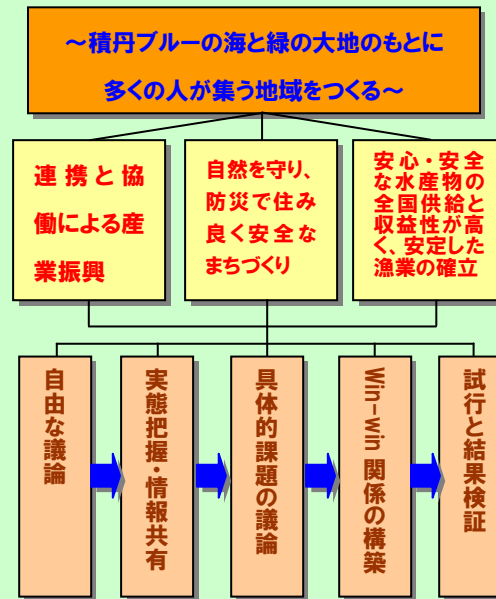 ～積丹ブルーの海と緑の大地のもとに
多くの人が集う地域をつくる～
連携と協
働による産
業振興
自然を守り、
防災で住み
良く安全な
まちづくり
安心・安全
な水産物の
全国供給と
収益性が高
く、安定した
漁業の確立
自由な議論
実態把握・情報共有
具体的課題の議論
Win-win 関係の構築
試行と結果検証